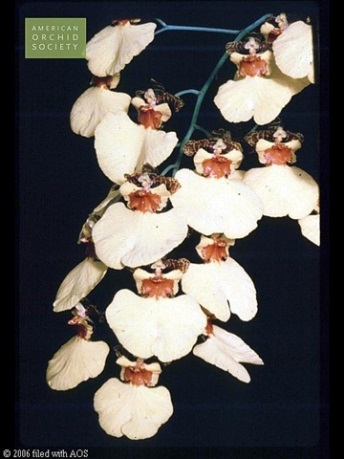 AMERICAN
ORCHID
SOCIETY
© 2006 filed with AOS